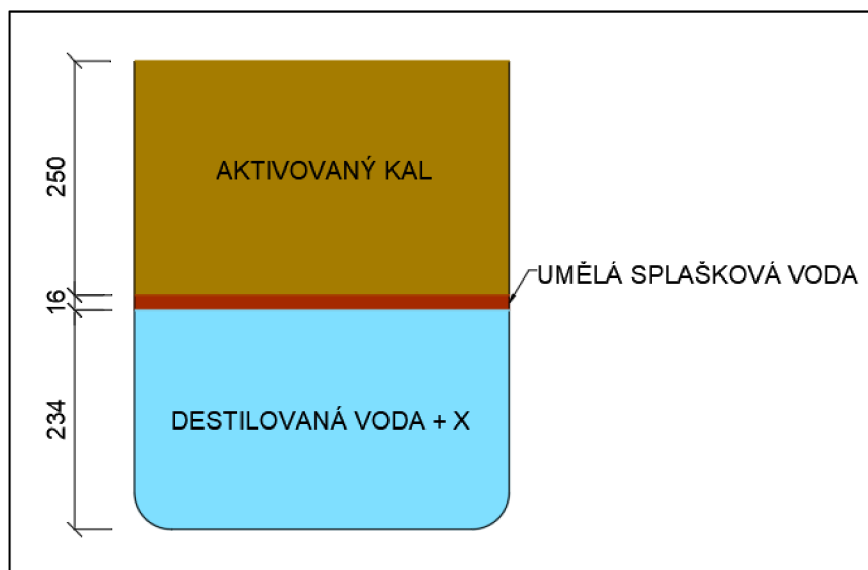 250
AKTIVOVANÝ KAL
16
UMĚLÁ SPLAŠKOVÁ VODA
234
DESTILOVANÁ VODA + X